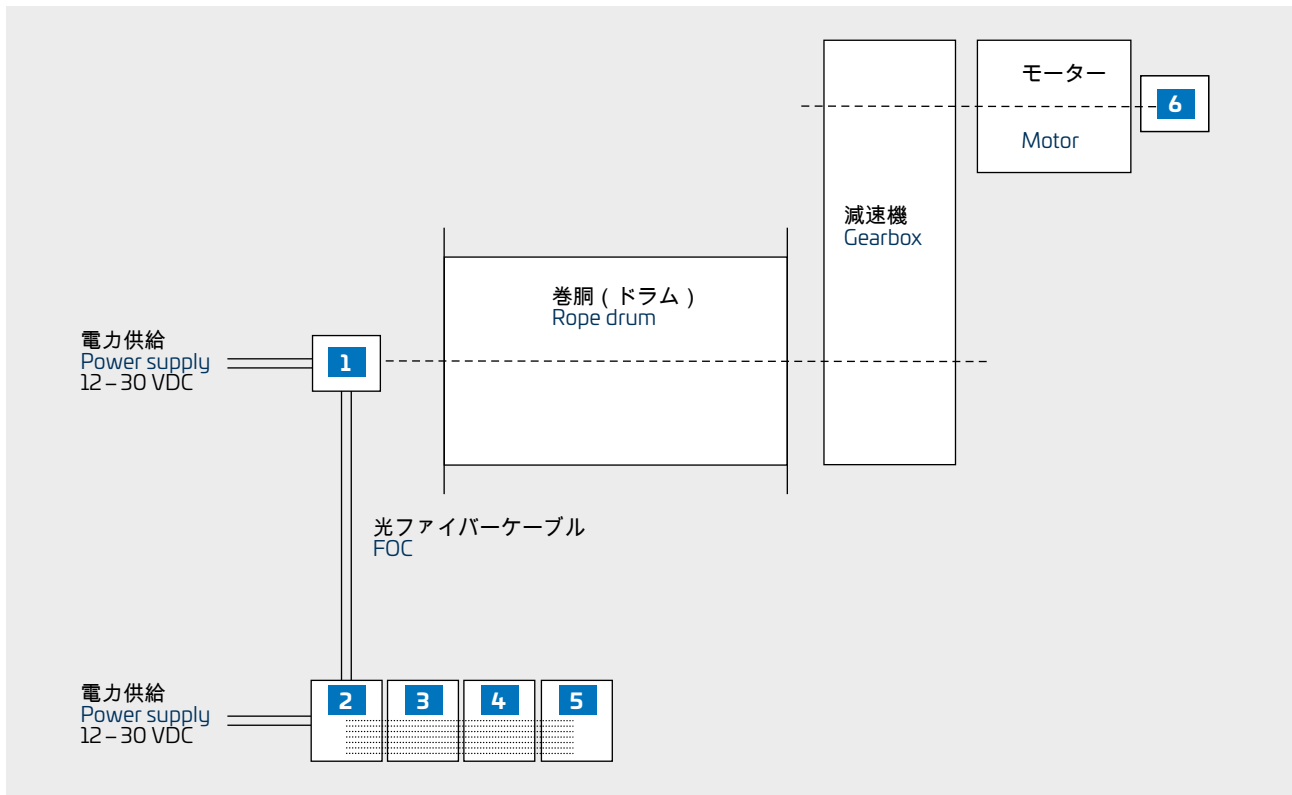 モーター
6
Motor
減速機
Gearbox
巻胴 ( ドラム )
Rope drum
電力供給
Power supply
12 – 30 VDC
1
光ファイバーケーブル
FOC
電力供給
Power supply
12 – 30 VDC
2 3 4 5